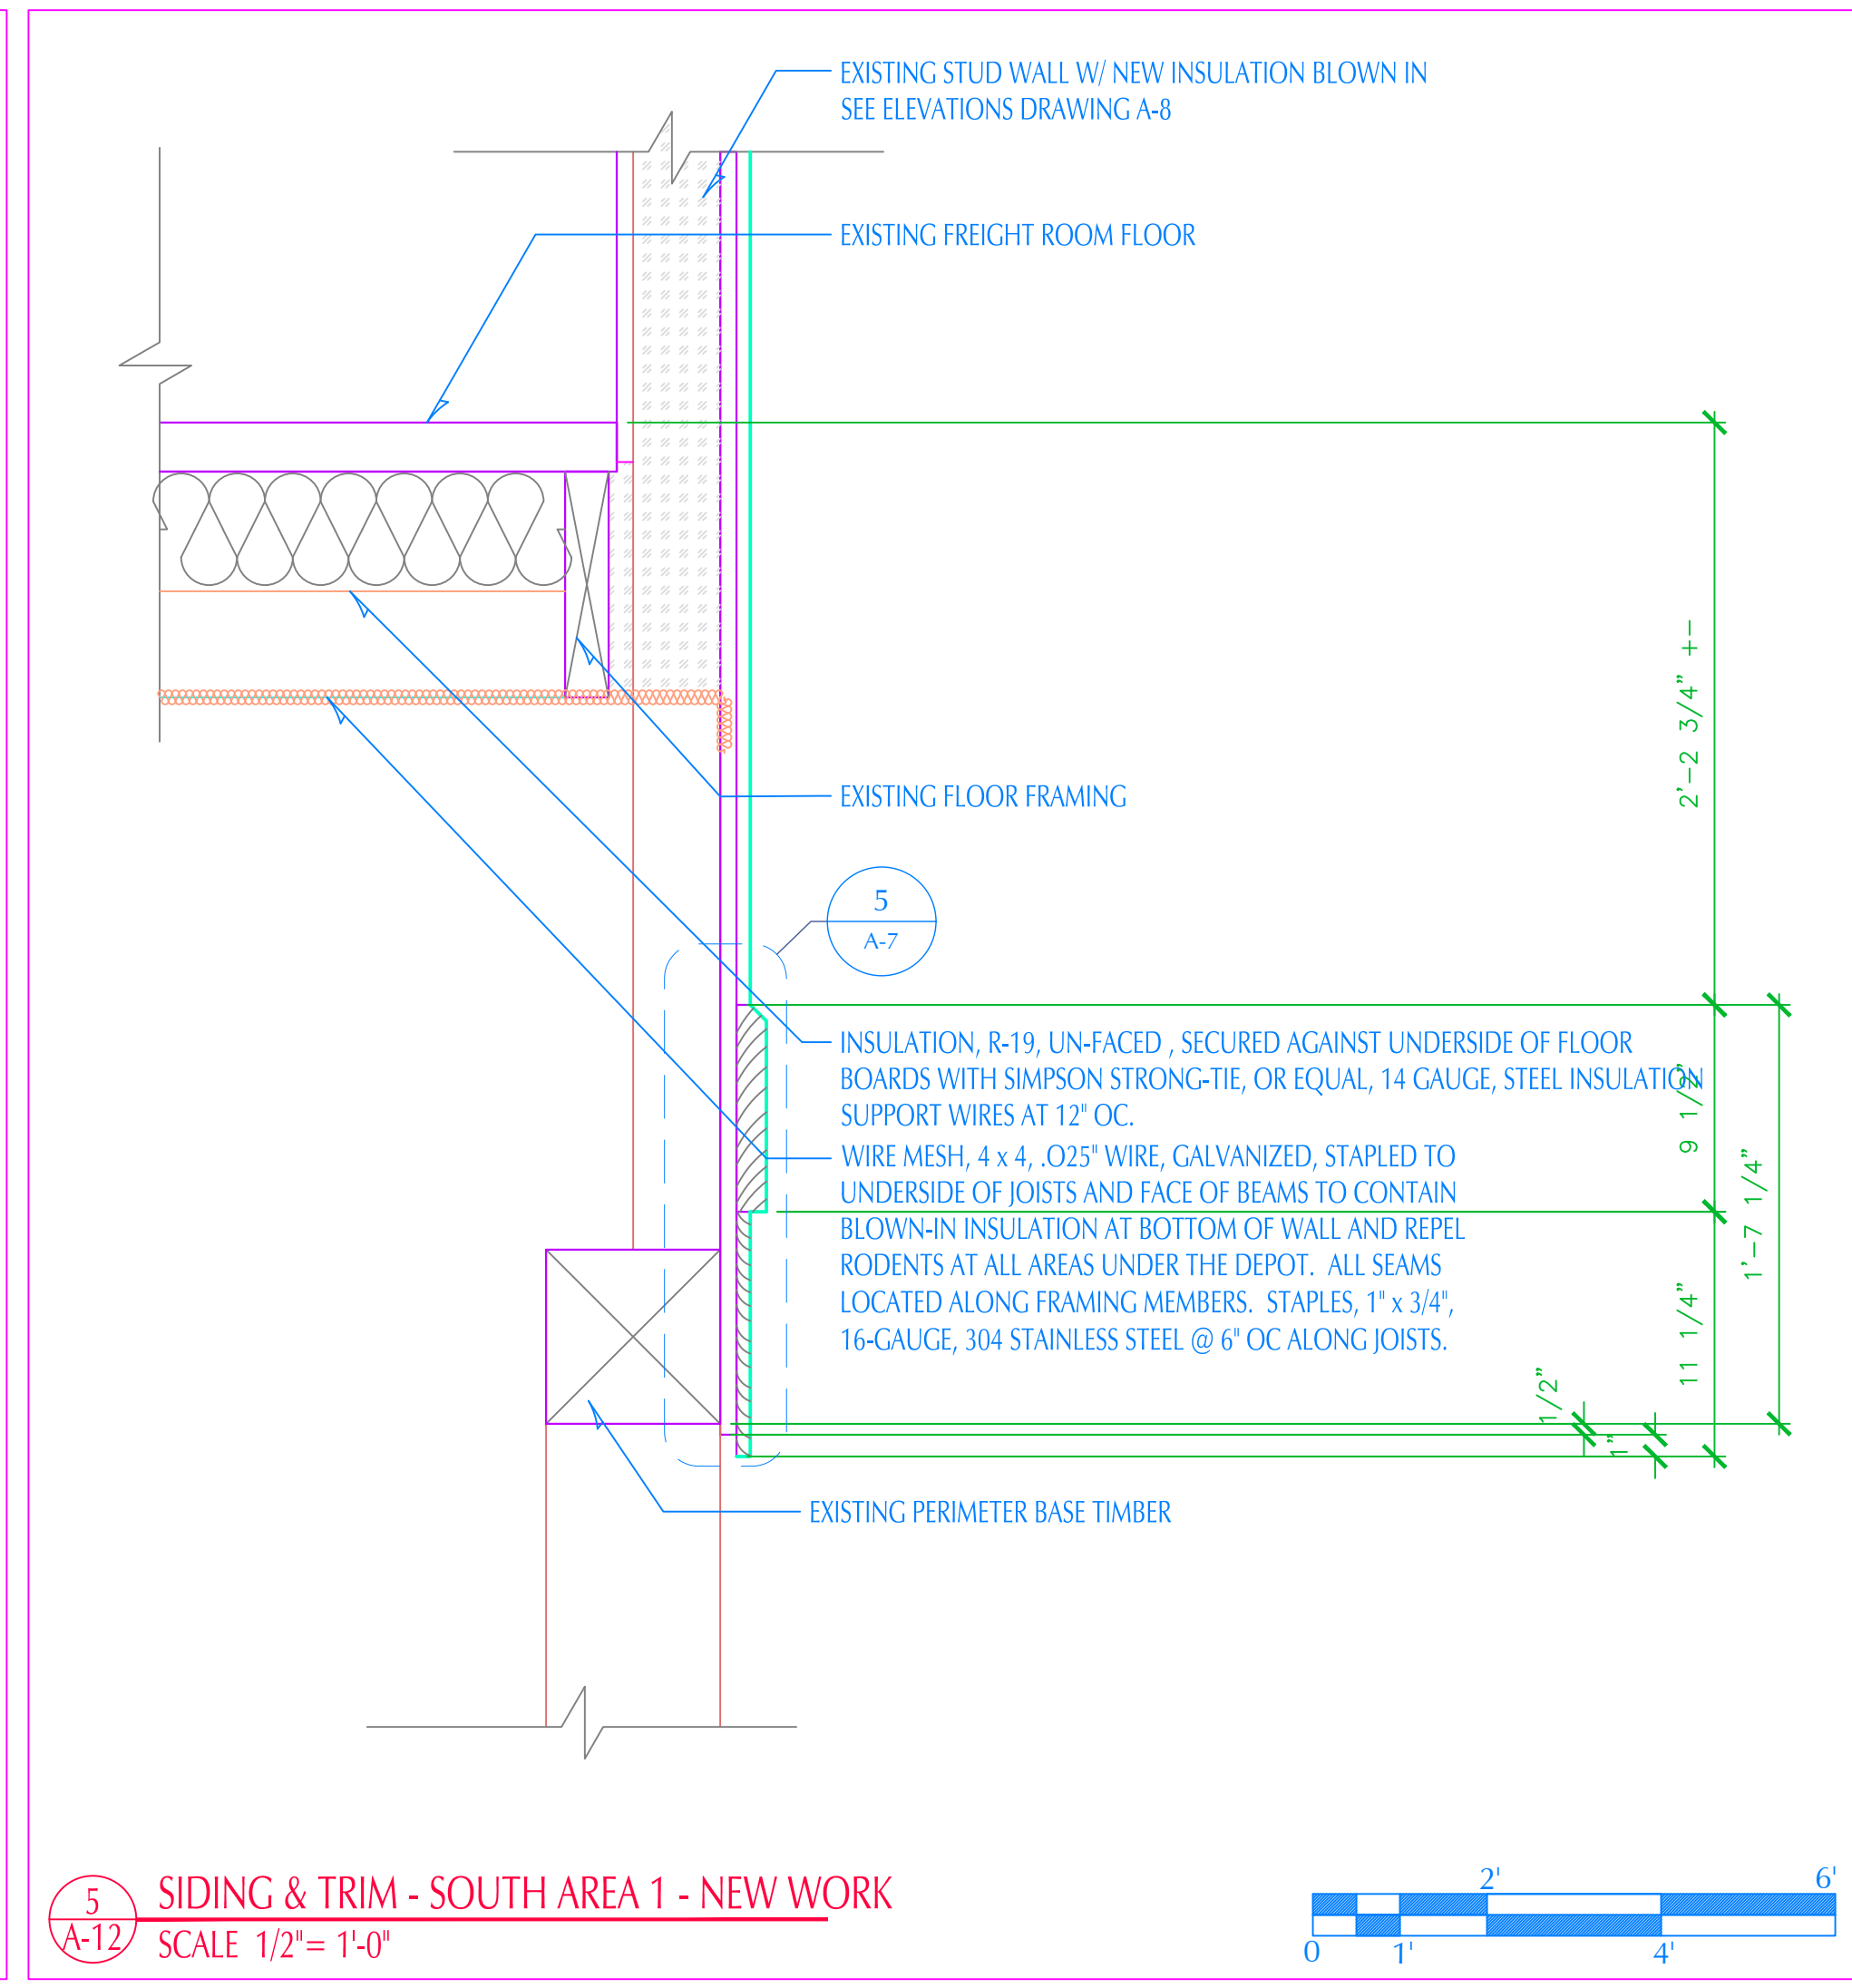 EXISTING STUD WALL W/ NEW INSULATION BLOWN IN
SEE ELEVATIONS DRAWING A-8
EXISTING FREIGHT ROOM FLOOR
2'-2 3/4" +-
EXISTING FLOOR FRAMING
5
A-7
INSULATION, R-19, UN-FACED , SECURED AGAINST UNDERSIDE OF FLOOR
BOARDS WITH SIMPSON STRONG-TIE, OR EQUAL, 14 GAUGE, STEEL INSULATION
SUPPORT WIRES AT 12" OC.
9 1/2"
WIRE MESH, 4 x 4, .O25" WIRE, GALVANIZED, STAPLED TO
UNDERSIDE OF JOISTS AND FACE OF BEAMS TO CONTAIN
BLOWN-IN INSULATION AT BOTTOM OF WALL AND REPEL
RODENTS AT ALL AREAS UNDER THE DEPOT. ALL SEAMS
LOCATED ALONG FRAMING MEMBERS. STAPLES, 1" x 3/4",
16-GAUGE, 304 STAINLESS STEEL @ 6" OC ALONG JOISTS.
1'-7 1/4"
11 1/4"
1/2"
1"
EXISTING PERIMETER BASE TIMBER
5
A-12
SIDING & TRIM - SOUTH AREA 1 - NEW WORK
SCALE 1/2"= 1'-0"
2'
6'
0
1'
4'